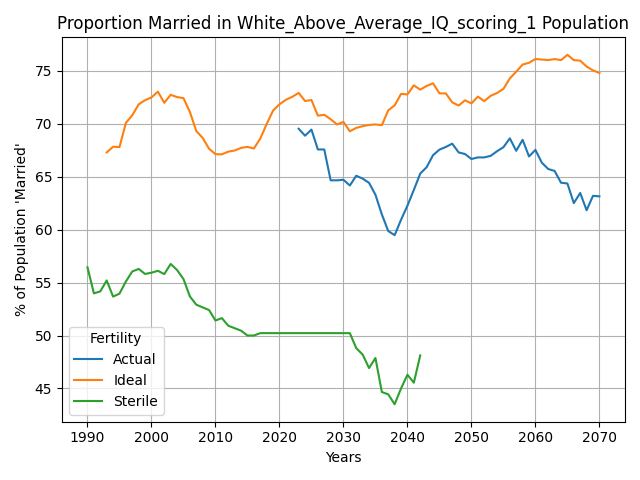 Proportion Married in White_Above_Average_IQ_scoring_1 Population
% of Population 'Married'
75
70
65
60
55
50
45
Fertility
Actual
Ideal
Sterile
1990 2000 2010 2020 2030 2040 2050 2060 2070
Years